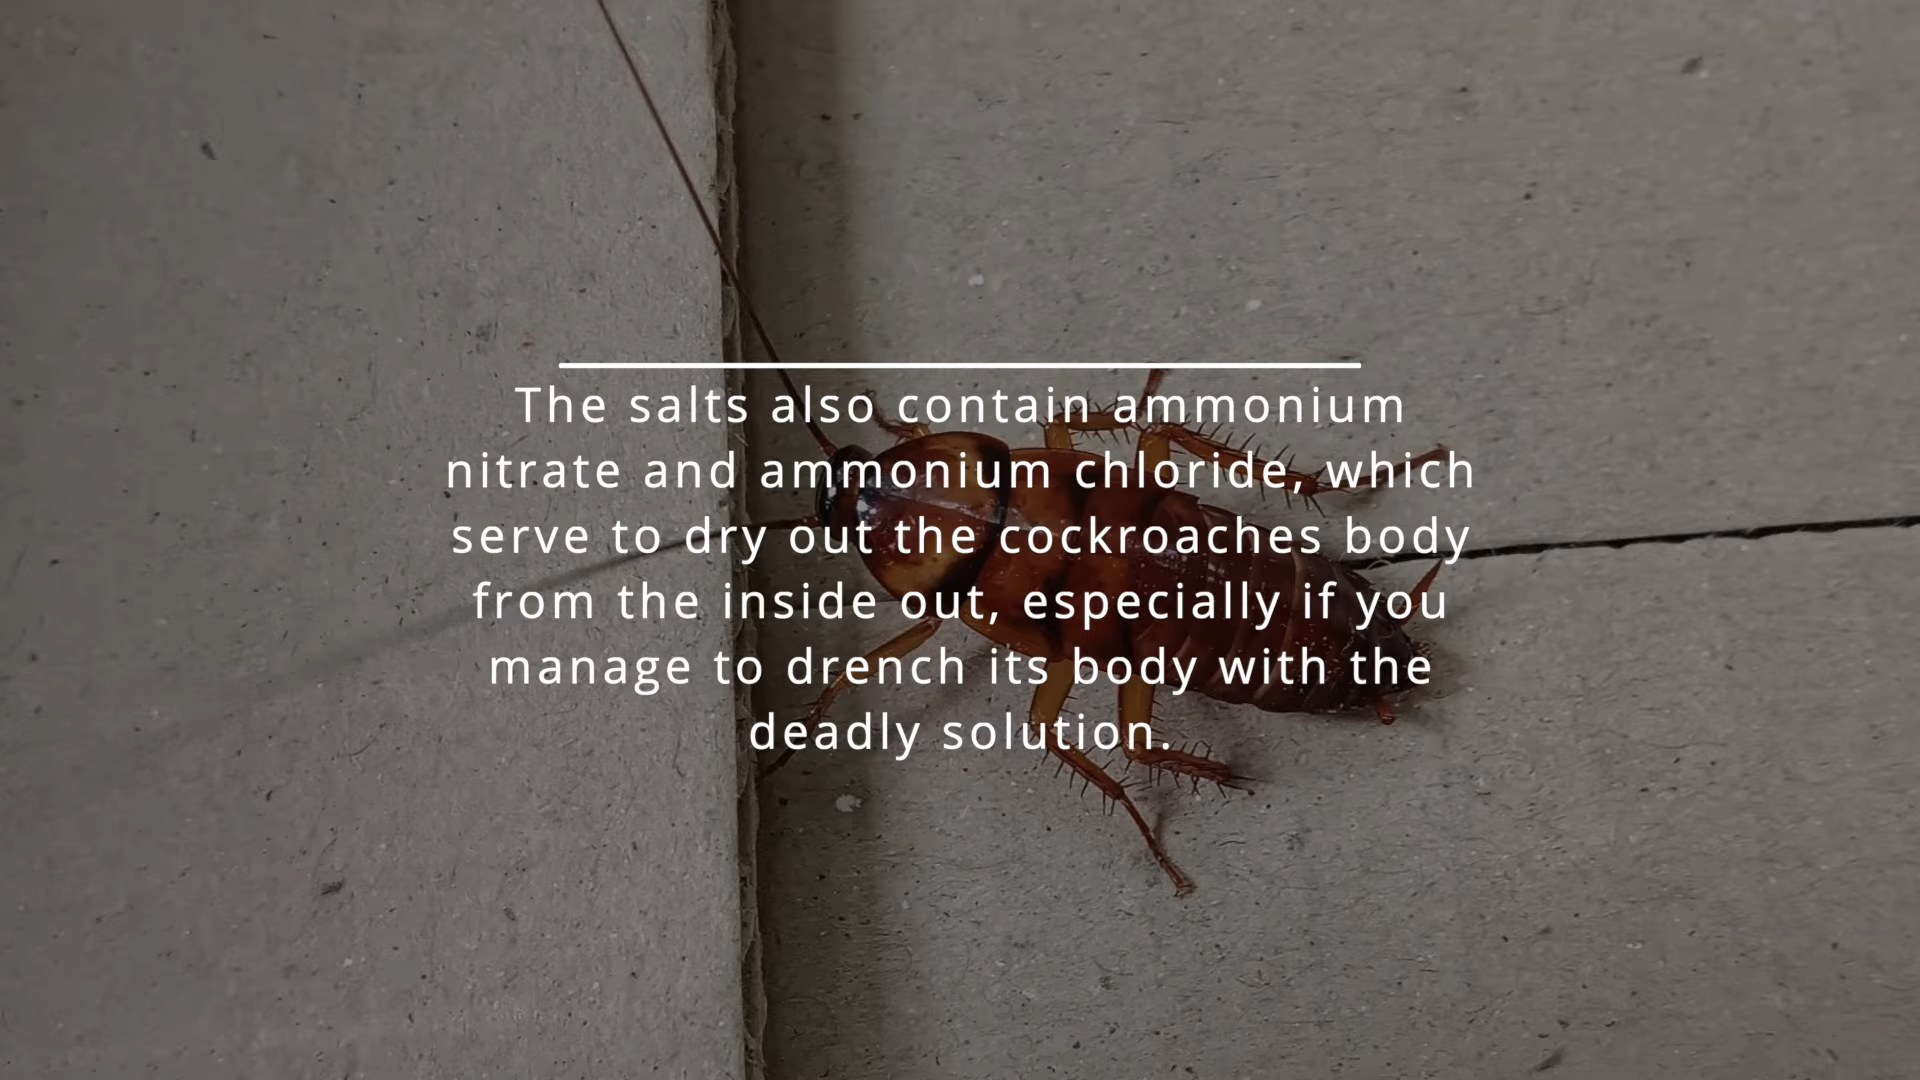 The salts also contain ammonium
nitrate and ammonium chloride, which
serve to dry out the cockroaches body
from the inside out, especially if you
manage to drench its body with the
deadly solution.